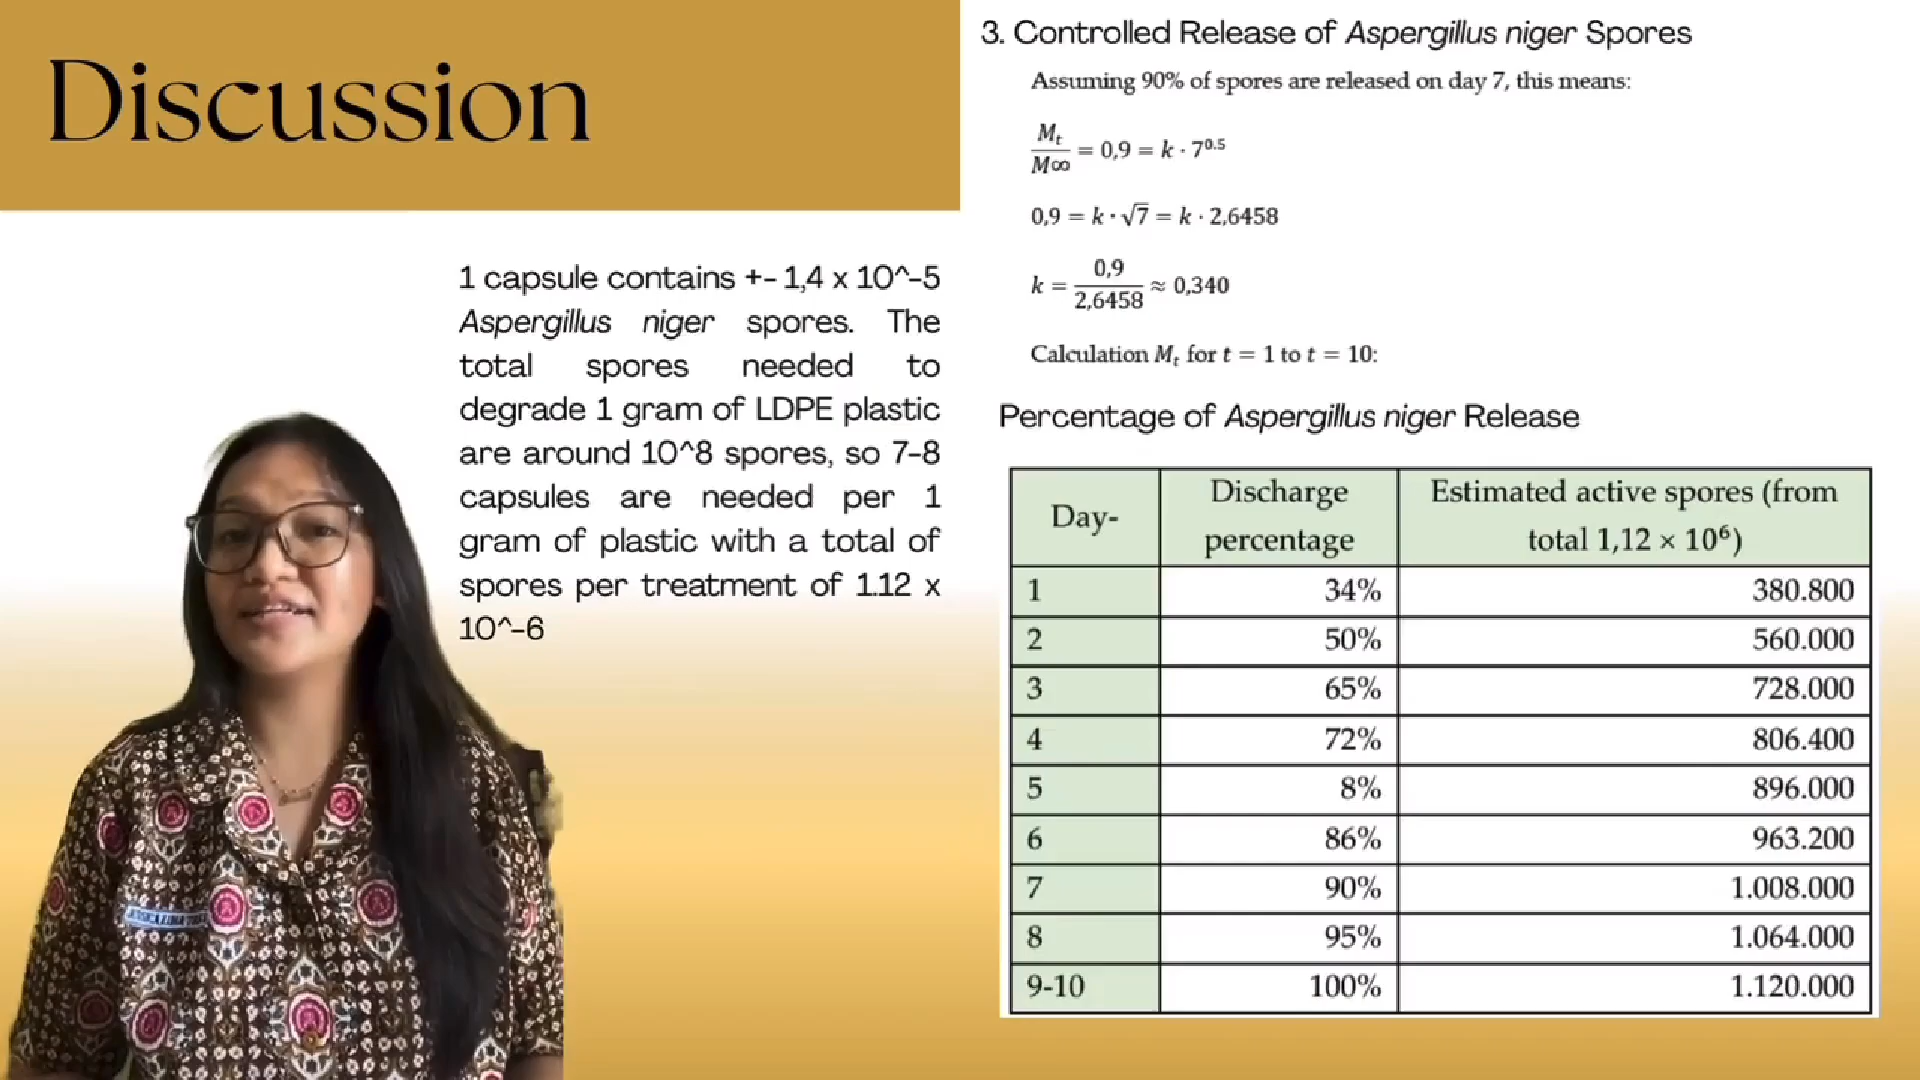 Discussion
1 capsule contains +- 1,4 x 10^-5
Aspergillus niger spores. The
total spores needed to
degrade 1 gram of LDPE plastic
are around 10^8 spores, so 7-8
capsules are needed per 1
gram of plastic with a total of
spores per treatment of 1.12 x
10^-6
3. Controlled Release of Aspergillus niger Spores
Assuming 90% of spores are released on day 7, this means:
Mₜ/M∞ = 0,9 = k · 7^0.5
0,9 = k · √7 = k · 2,6458
k = 0,9/2,6458 ≈ 0,340
Calculation Mₜ for t = 1 to t = 10:
Percentage of Aspergillus niger Release
Day- Discharge percentage Estimated active spores (from total 1,12 × 10⁶)
1 34% 380.800
2 50% 560.000
3 65% 728.000
4 72% 806.400
5 8% 896.000
6 86% 963.200
7 90% 1.008.000
8 95% 1.064.000
9-10 100% 1.120.000